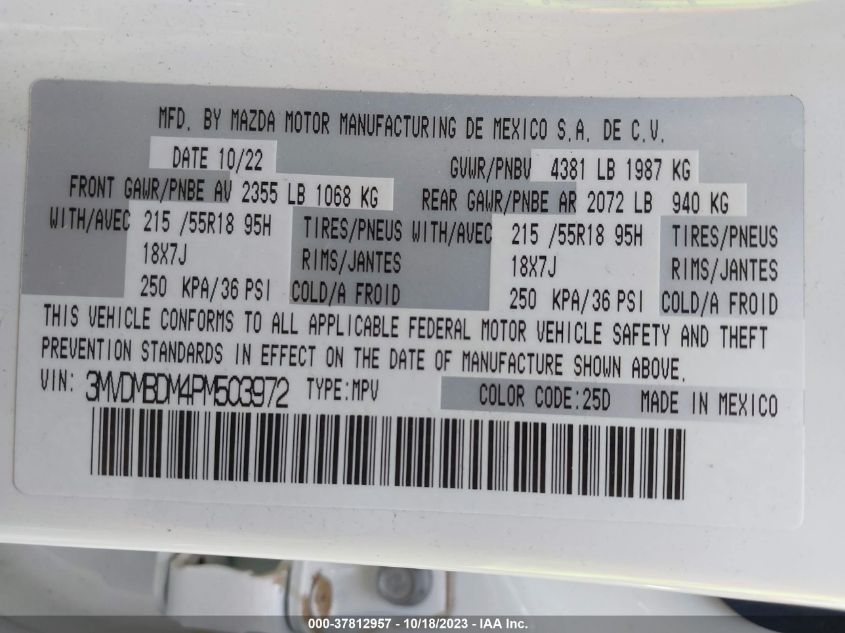 MFD. BY MAZDA MOTOR MANUFACTURING DE MEXICO S.A. DE C.V.
DATE 10/22 GVWR/PNBV 4381 LB 1987 KG
FRONT GAWR/PNBE AV 2355 LB 1068 KG REAR GAWR/PNBE AR 2072 LB 940 KG
WITH/AVEC 215 /55R18 95H TIRES/PNEUS WITH/AVEC 215 /55R18 95H TIRES/PNEUS
18X7J RIMS/JANTES 18X7J RIMS/JANTES
250 KPA/36 PSI COLD/A FROID 250 KPA/36 PSI COLD/A FROID
THIS VEHICLE CONFORMS TO ALL APPLICABLE FEDERAL MOTOR VEHICLE SAFETY AND THEFT
PREVENTION STANDARDS IN EFFECT ON THE DATE OF MANUFACTURE SHOWN ABOVE.
VIN: 3MVDMBDM4PM503972 TYPE:MPV COLOR CODE:25D MADE IN MEXICO
000-37812957 - 10/18/2023 - IAA Inc.